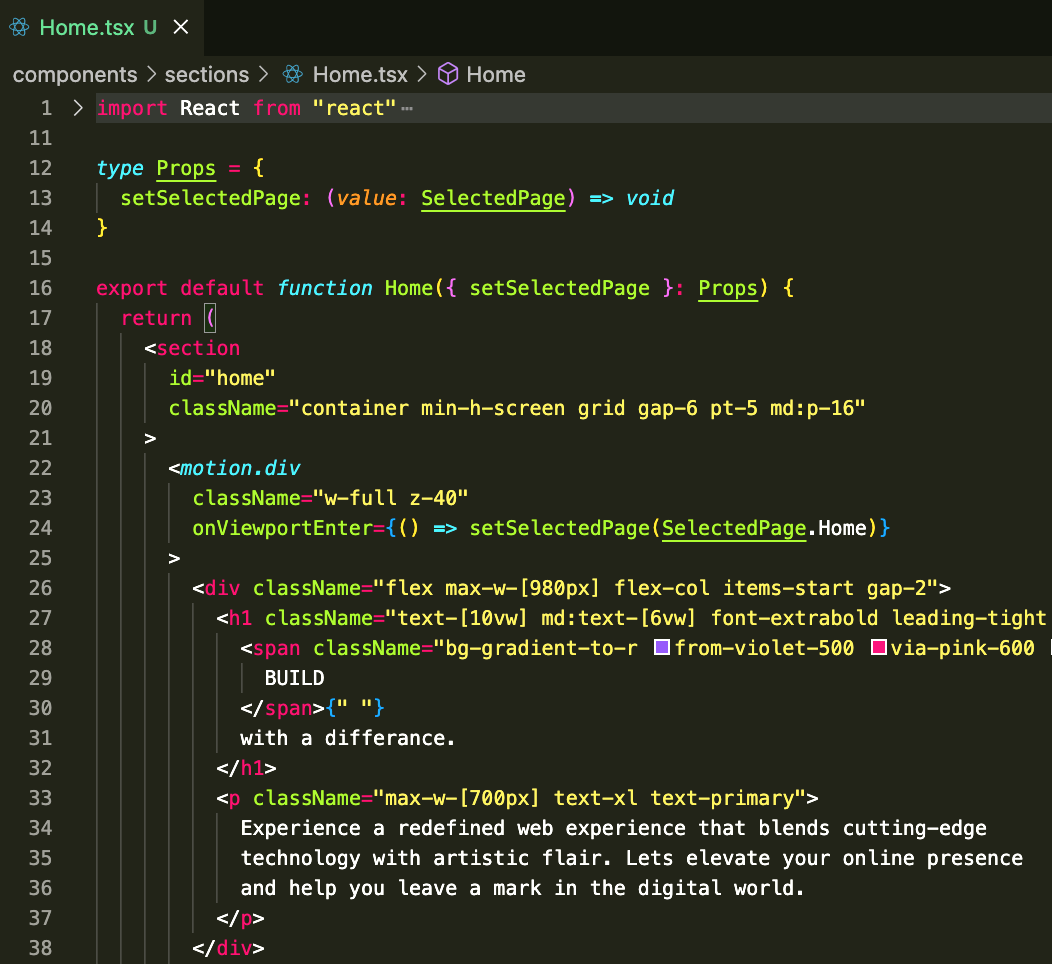 Home.tsx U ×
components > sections > Home.tsx > Home
1 > import React from "react"⋯
11
12 type Props = {
13 setSelectedPage: (value: SelectedPage) => void
14 }
15
16 export default function Home({ setSelectedPage }: Props) {
17 return (
18 <section
19 id="home"
20 className="container min-h-screen grid gap-6 pt-5 md:p-16"
21 >
22 <motion.div
23 className="w-full z-40"
24 onViewportEnter={() => setSelectedPage(SelectedPage.Home)}
25 >
26 <div className="flex max-w-[980px] flex-col items-start gap-2">
27 <h1 className="text-[10vw] md:text-[6vw] font-extrabold leading-tight
28 <span className="bg-gradient-to-r from-violet-500 via-pink-600
29 BUILD
30 </span>{" "}
31 with a differance.
32 </h1>
33 <p className="max-w-[700px] text-xl text-primary">
34 Experience a redefined web experience that blends cutting-edge
35 technology with artistic flair. Lets elevate your online presence
36 and help you leave a mark in the digital world.
37 </p>
38 </div>